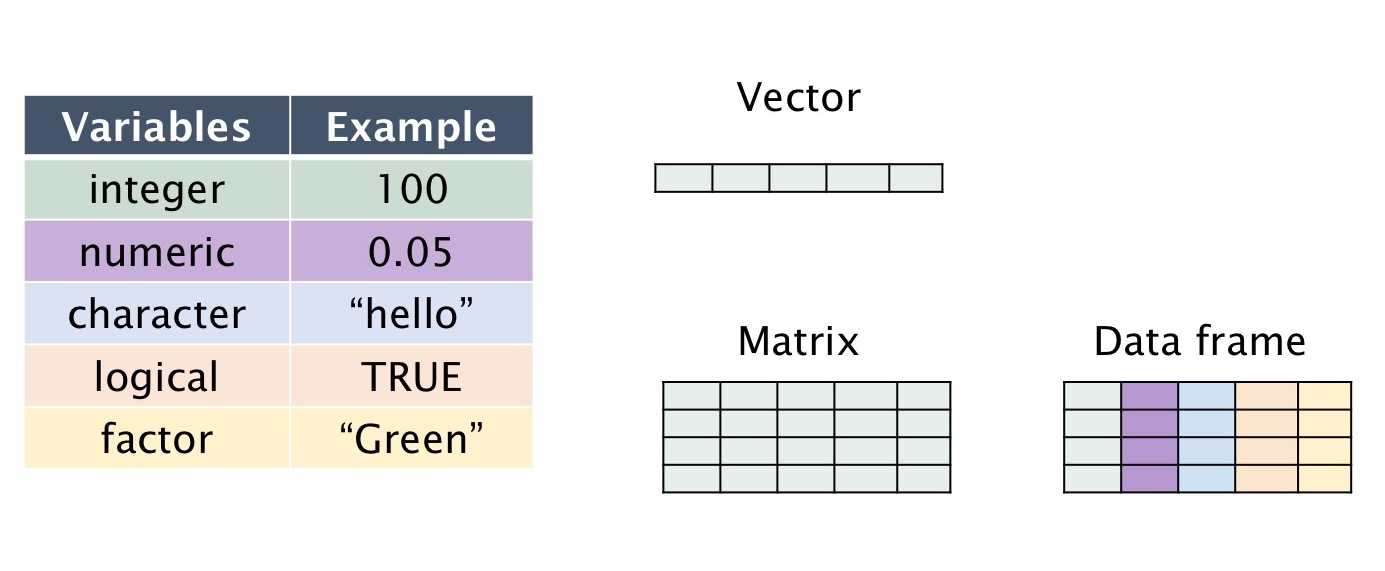 Variables Example
integer 100
numeric 0.05
character “hello”
logical TRUE
factor “Green”
Vector
Matrix
Data frame